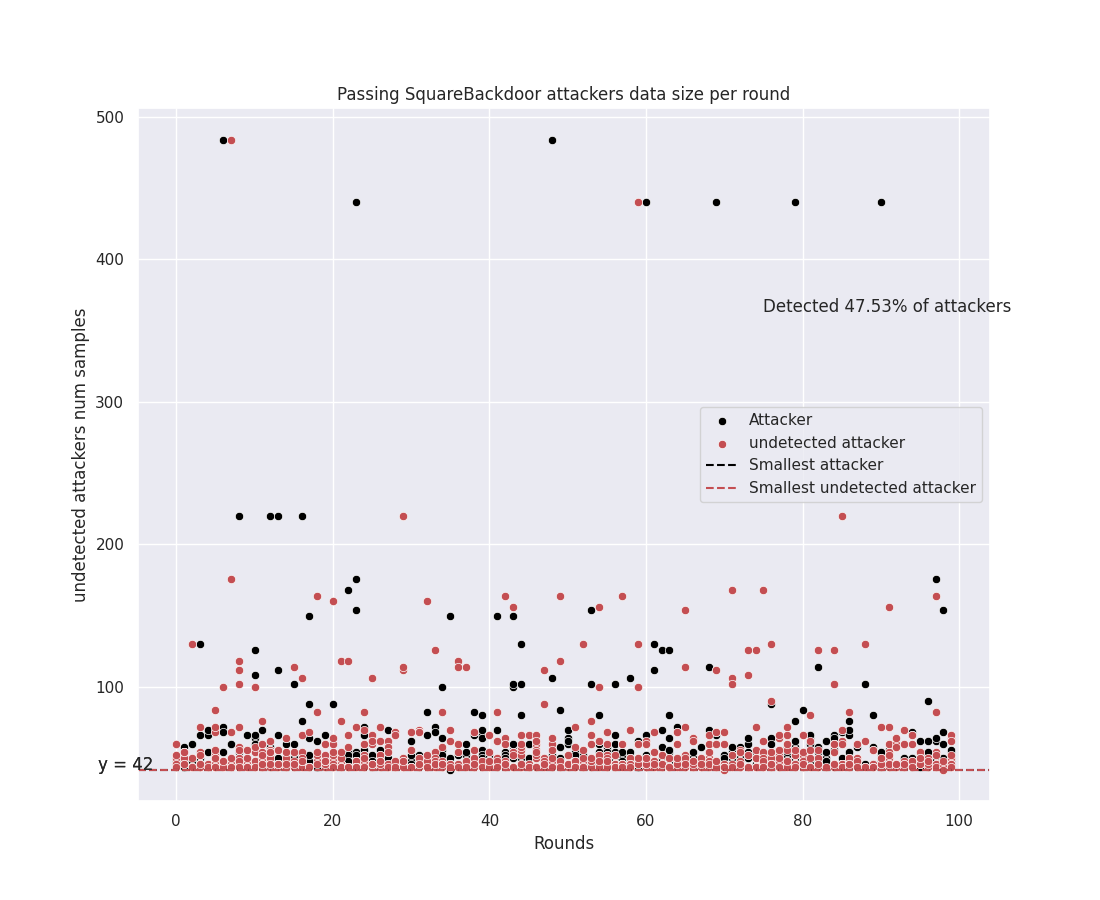 Passing SquareBackdoor attackers data size per round
500
400
300
200
100
undetected attackers num samples
Detected 47.53% of attackers
Attacker
undetected attacker
Smallest attacker
Smallest undetected attacker
y = 42
0 20 40 60 80 100
Rounds